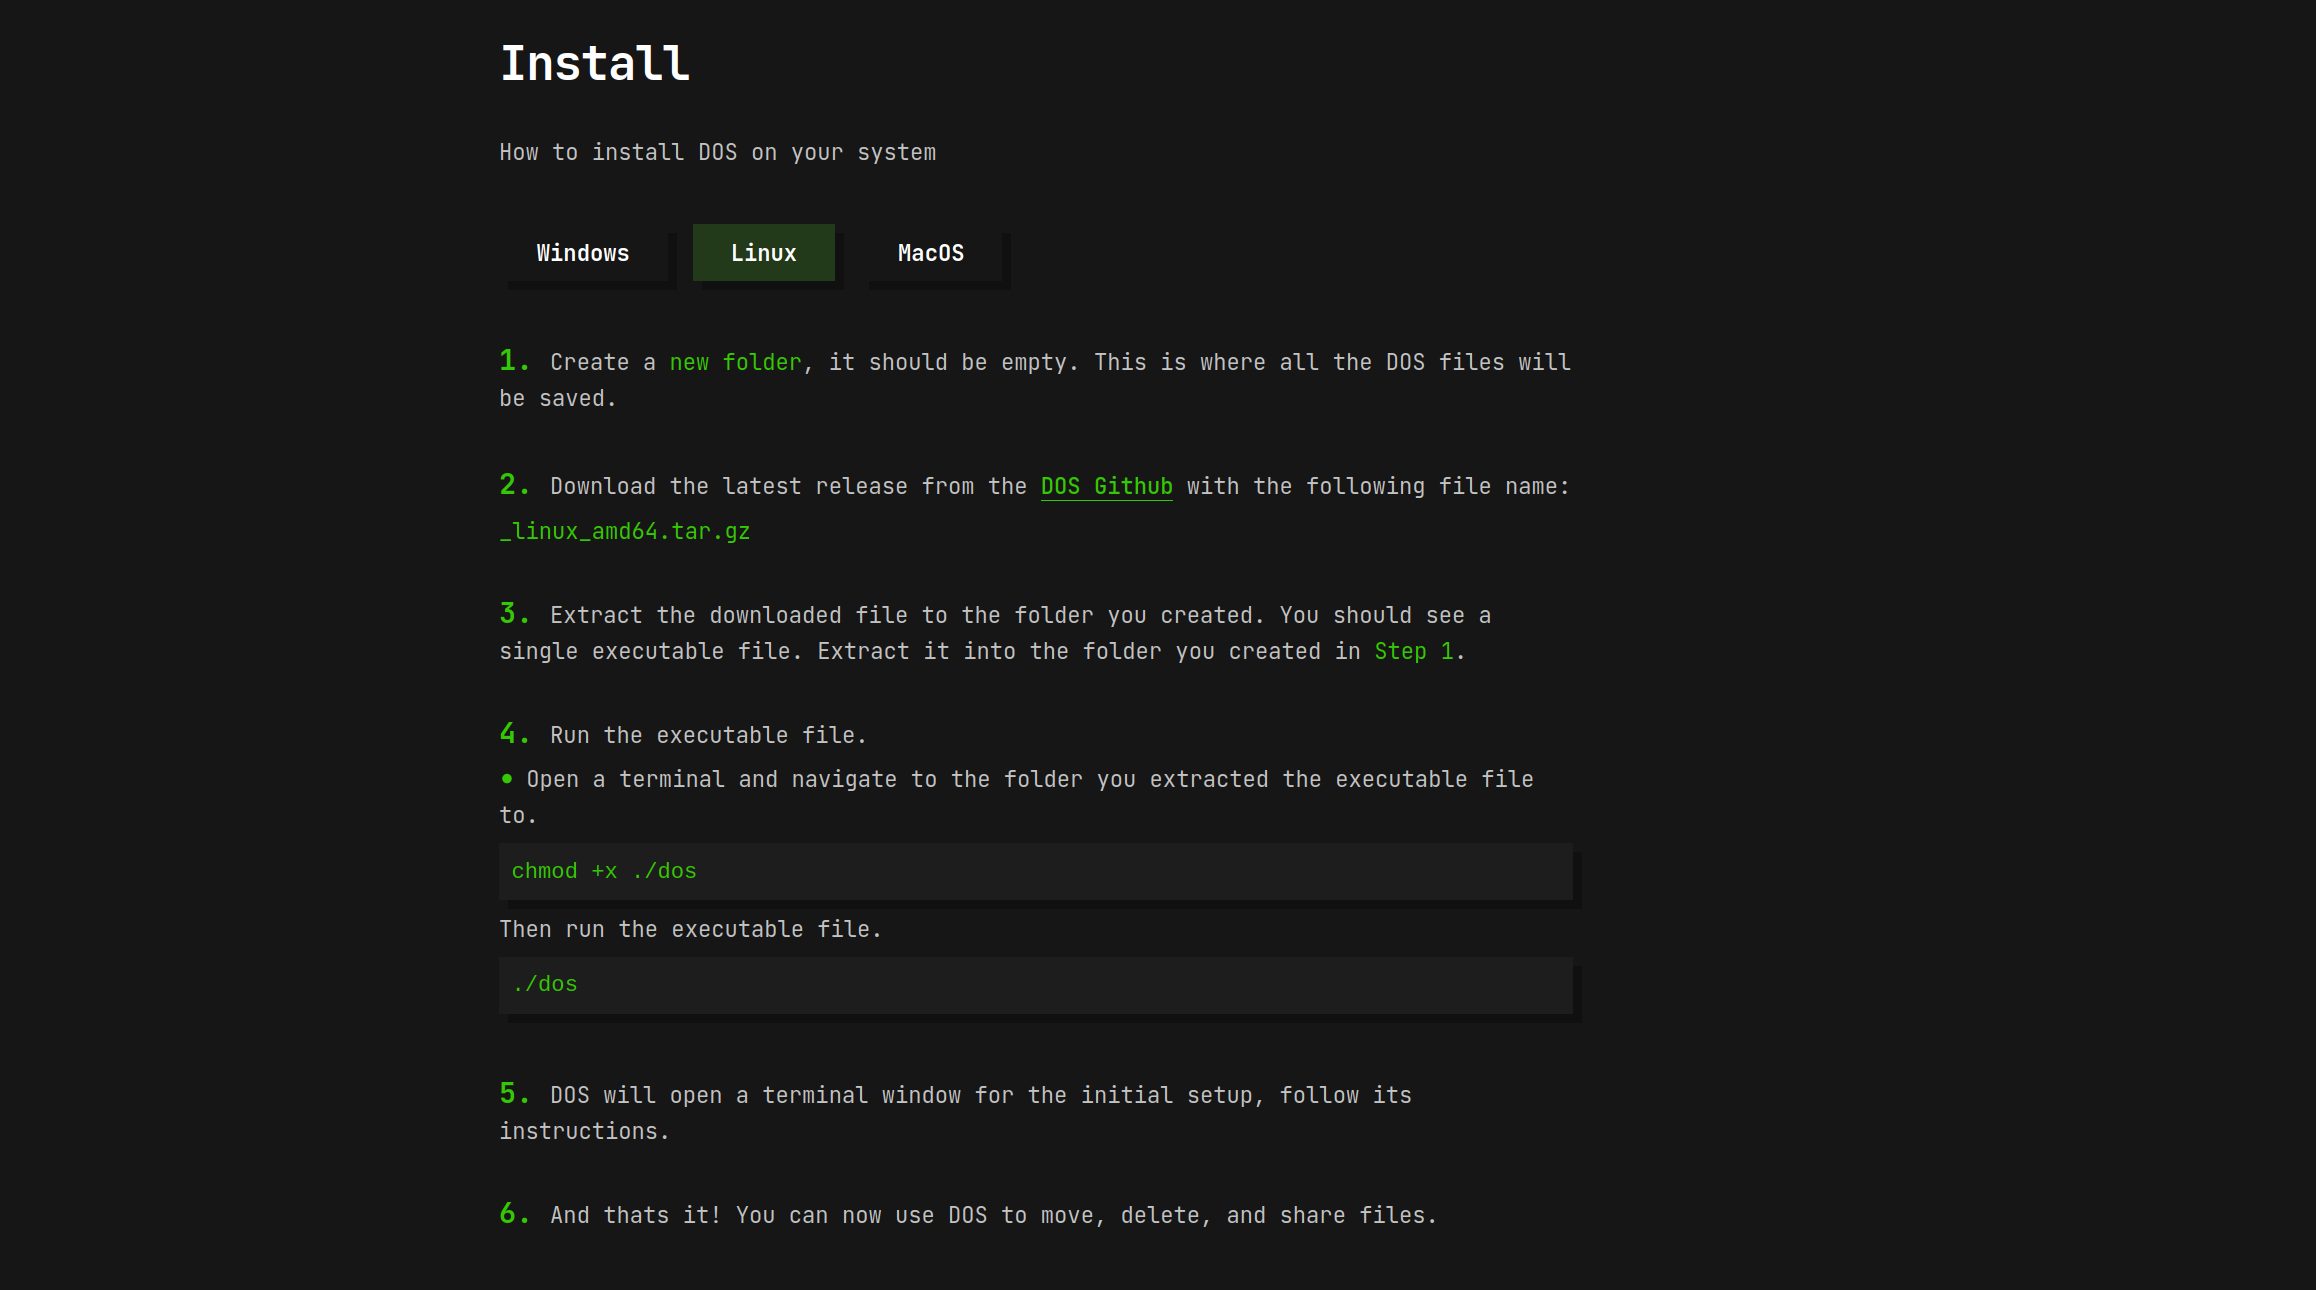 Install
How to install DOS on your system
Windows Linux MacOS
1. Create a new folder, it should be empty. This is where all the DOS files will
be saved.
2. Download the latest release from the DOS Github with the following file name:
_linux_amd64.tar.gz
3. Extract the downloaded file to the folder you created. You should see a
single executable file. Extract it into the folder you created in Step 1.
4. Run the executable file.
• Open a terminal and navigate to the folder you extracted the executable file
to.
chmod +x ./dos
Then run the executable file.
./dos
5. DOS will open a terminal window for the initial setup, follow its
instructions.
6. And thats it! You can now use DOS to move, delete, and share files.